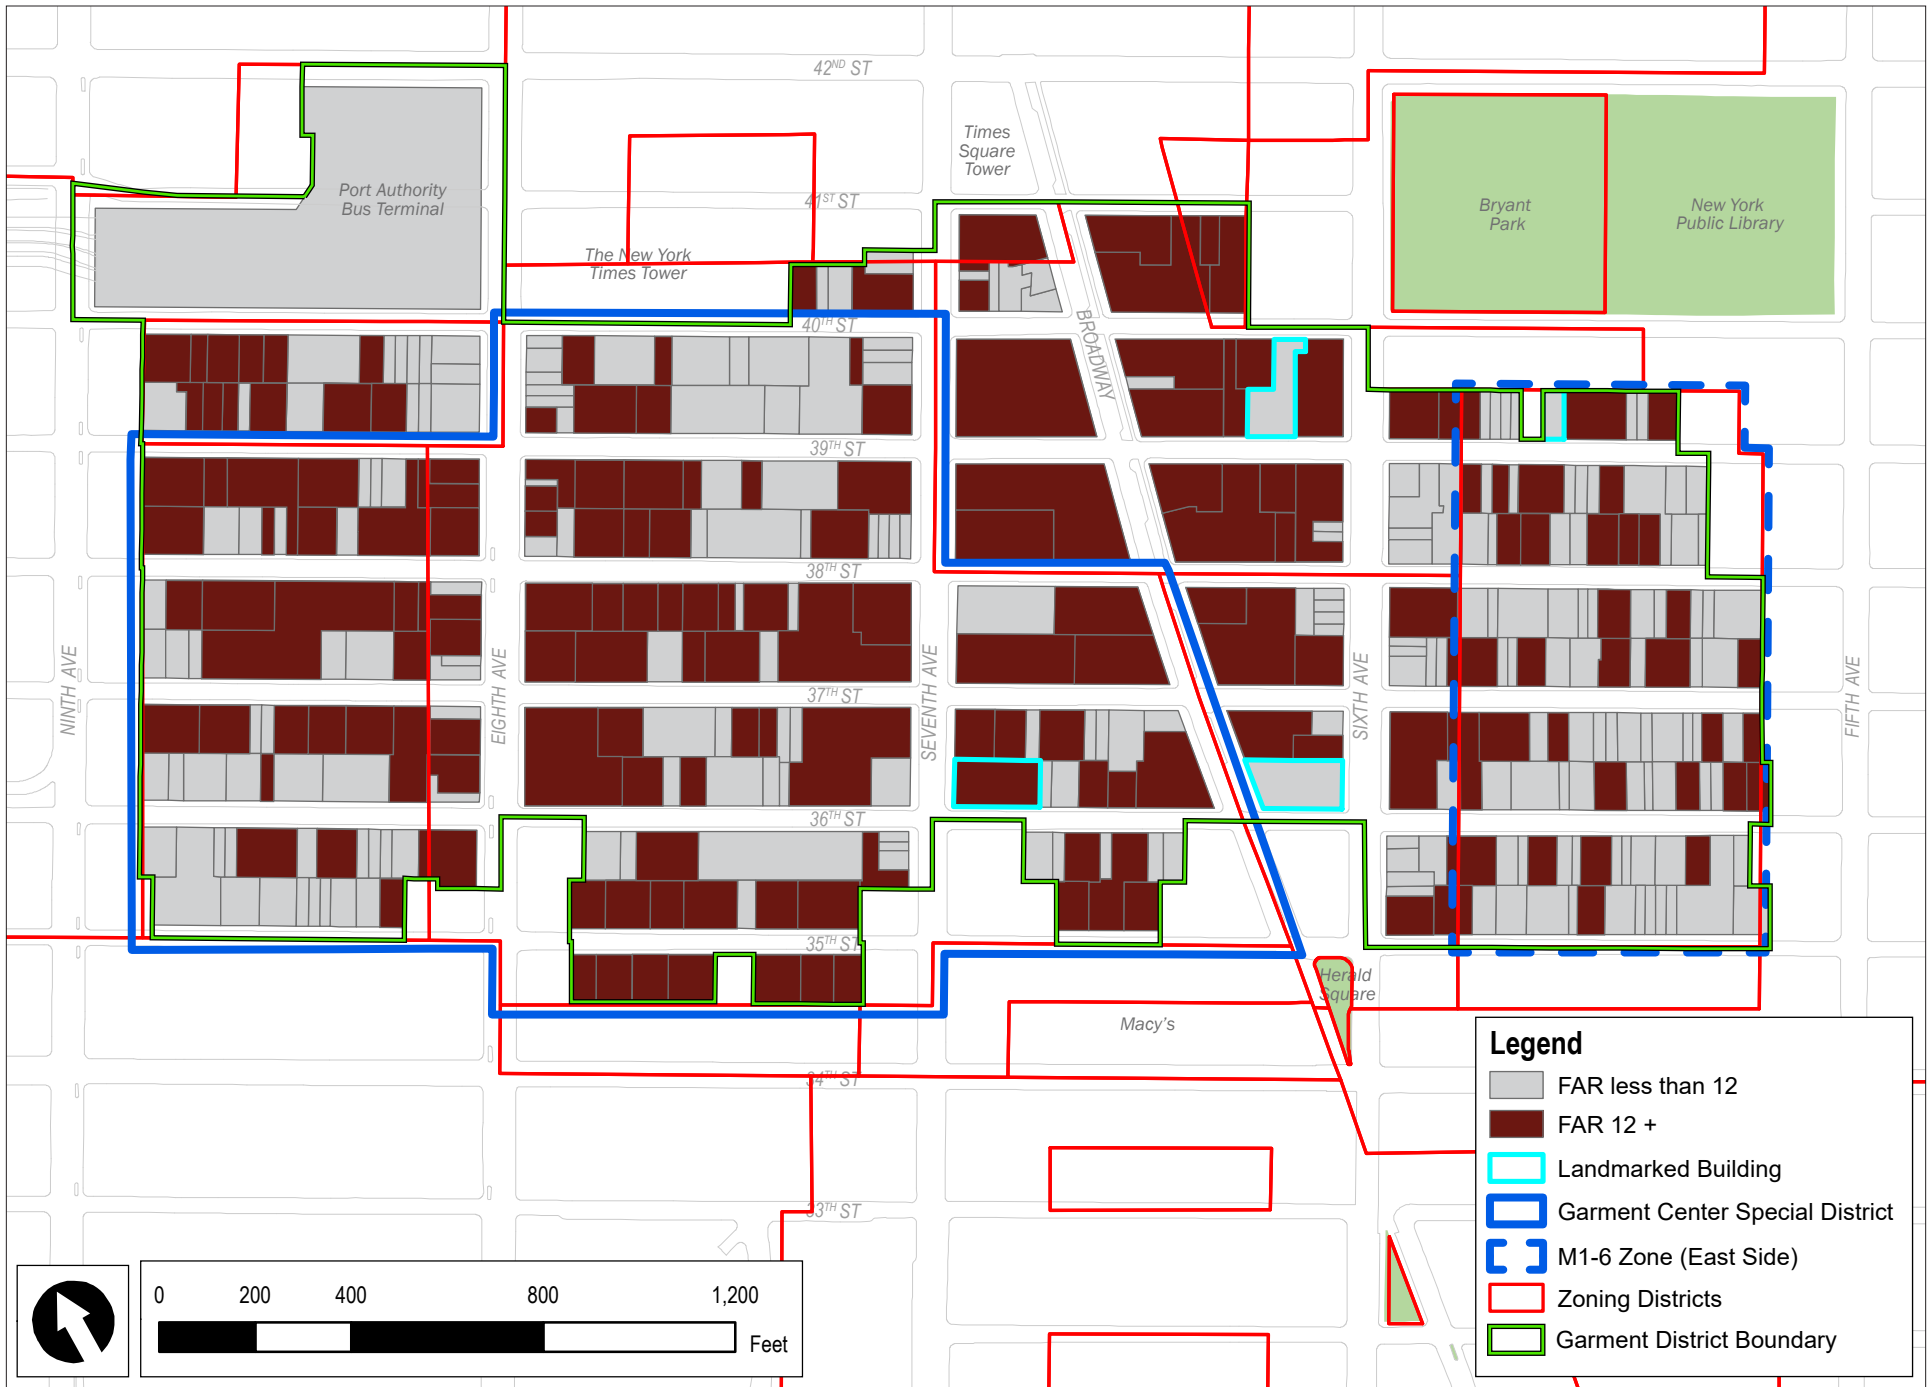 42ND ST
Times
Square
Tower
Port Authority
Bus Terminal
41ST ST
Bryant
Park
New York
Public Library
The New York
Times Tower
40TH ST
BROADWAY
39TH ST
38TH ST
NINTH AVE
EIGHTH AVE
SEVENTH AVE
SIXTH AVE
FIFTH AVE
37TH ST
36TH ST
35TH ST
Herald
Square
Macy's
34TH ST
33TH ST
Legend
FAR less than 12
FAR 12 +
Landmarked Building
Garment Center Special District
M1-6 Zone (East Side)
Zoning Districts
Garment District Boundary
0 200 400 800 1,200
Feet